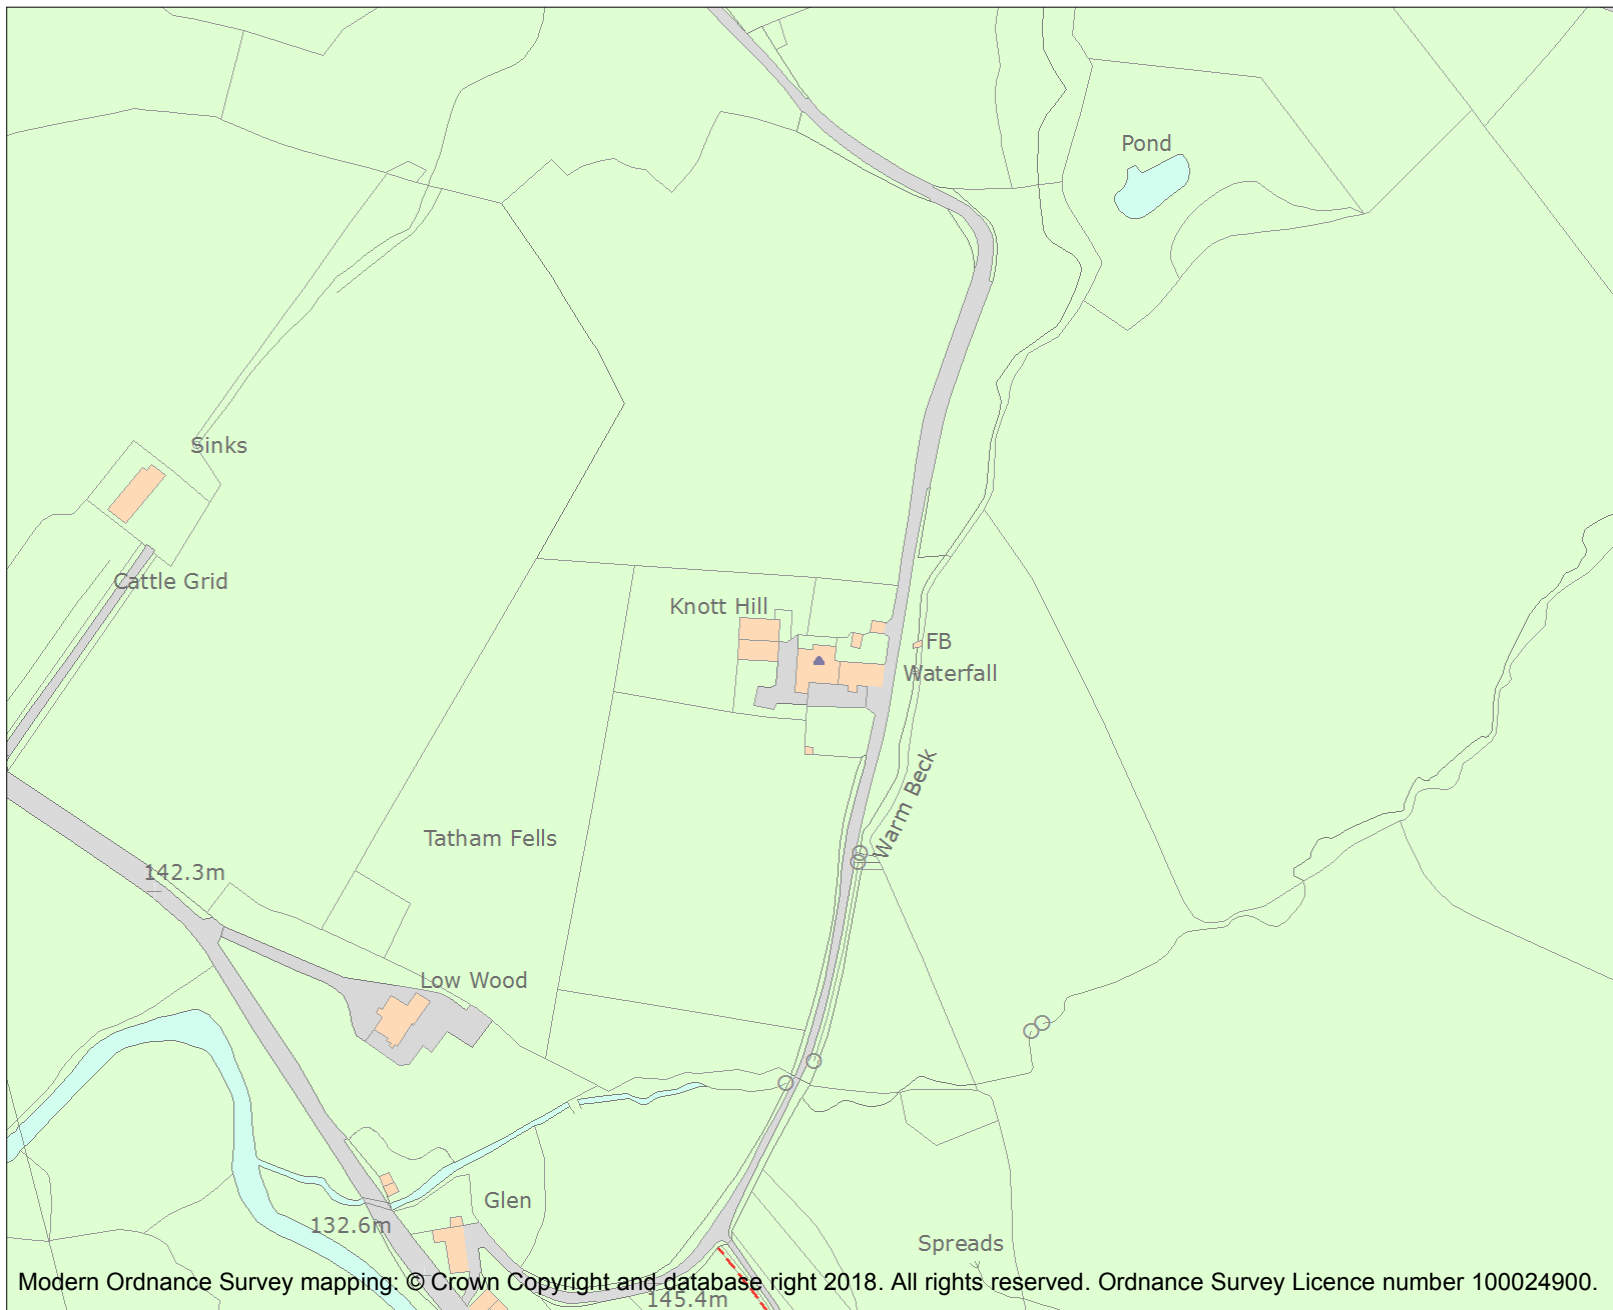 Pond
Sinks
Cattle Grid
Knott Hill
FB
Waterfall
Warm Beck
Tatham Fells
142.3m
Low Wood
Glen
132.6m
Spreads
Modern Ordnance Survey mapping: © Crown Copyright and database right 2018. All rights reserved. Ordnance Survey Licence number 100024900.
145.4m